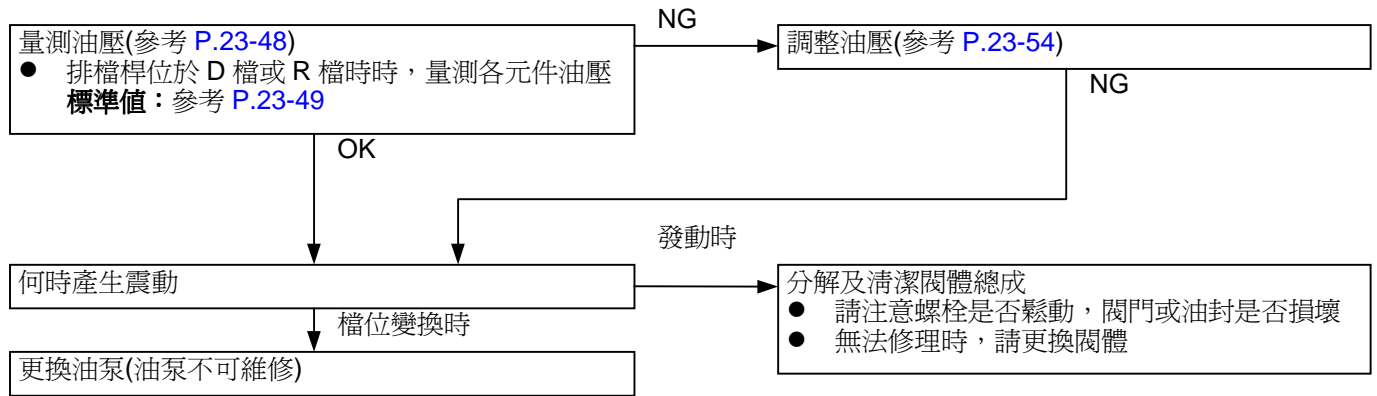 NG
量測油壓(參考 P.23-48)
● 排檔桿位於 D 檔或 R 檔時時，量測各元件油壓
標準值：參考 P.23-49
調整油壓(參考 P.23-54)
NG
OK
發動時
何時產生震動
分解及清潔閥體總成
● 請注意螺栓是否鬆動，閥門或油封是否損壞
● 無法修理時，請更換閥體
檔位變換時
更換油泵(油泵不可維修)